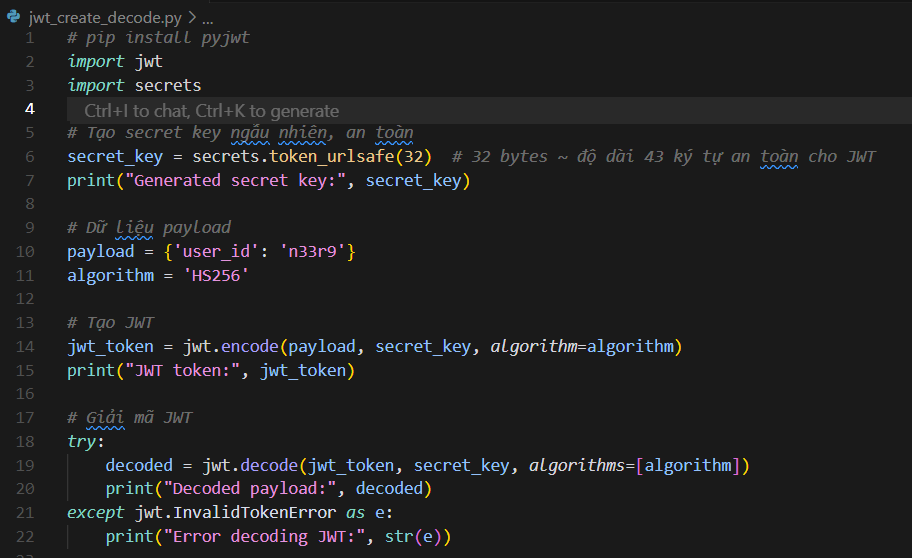 jwt_create_decode.py > ...
1 # pip install pyjwt
2 import jwt
3 import secrets
4 Ctrl+I to chat, Ctrl+K to generate
5 # Tạo secret key ngẫu nhiên, an toàn
6 secret_key = secrets.token_urlsafe(32)  # 32 bytes ~ độ dài 43 ký tự an toàn cho JWT
7 print("Generated secret key:", secret_key)
8
9 # Dữ liệu payload
10 payload = {'user_id': 'n33r9'}
11 algorithm = 'HS256'
12
13 # Tạo JWT
14 jwt_token = jwt.encode(payload, secret_key, algorithm=algorithm)
15 print("JWT token:", jwt_token)
16
17 # Giải mã JWT
18 try:
19     decoded = jwt.decode(jwt_token, secret_key, algorithms=[algorithm])
20     print("Decoded payload:", decoded)
21 except jwt.InvalidTokenError as e:
22     print("Error decoding JWT:", str(e))